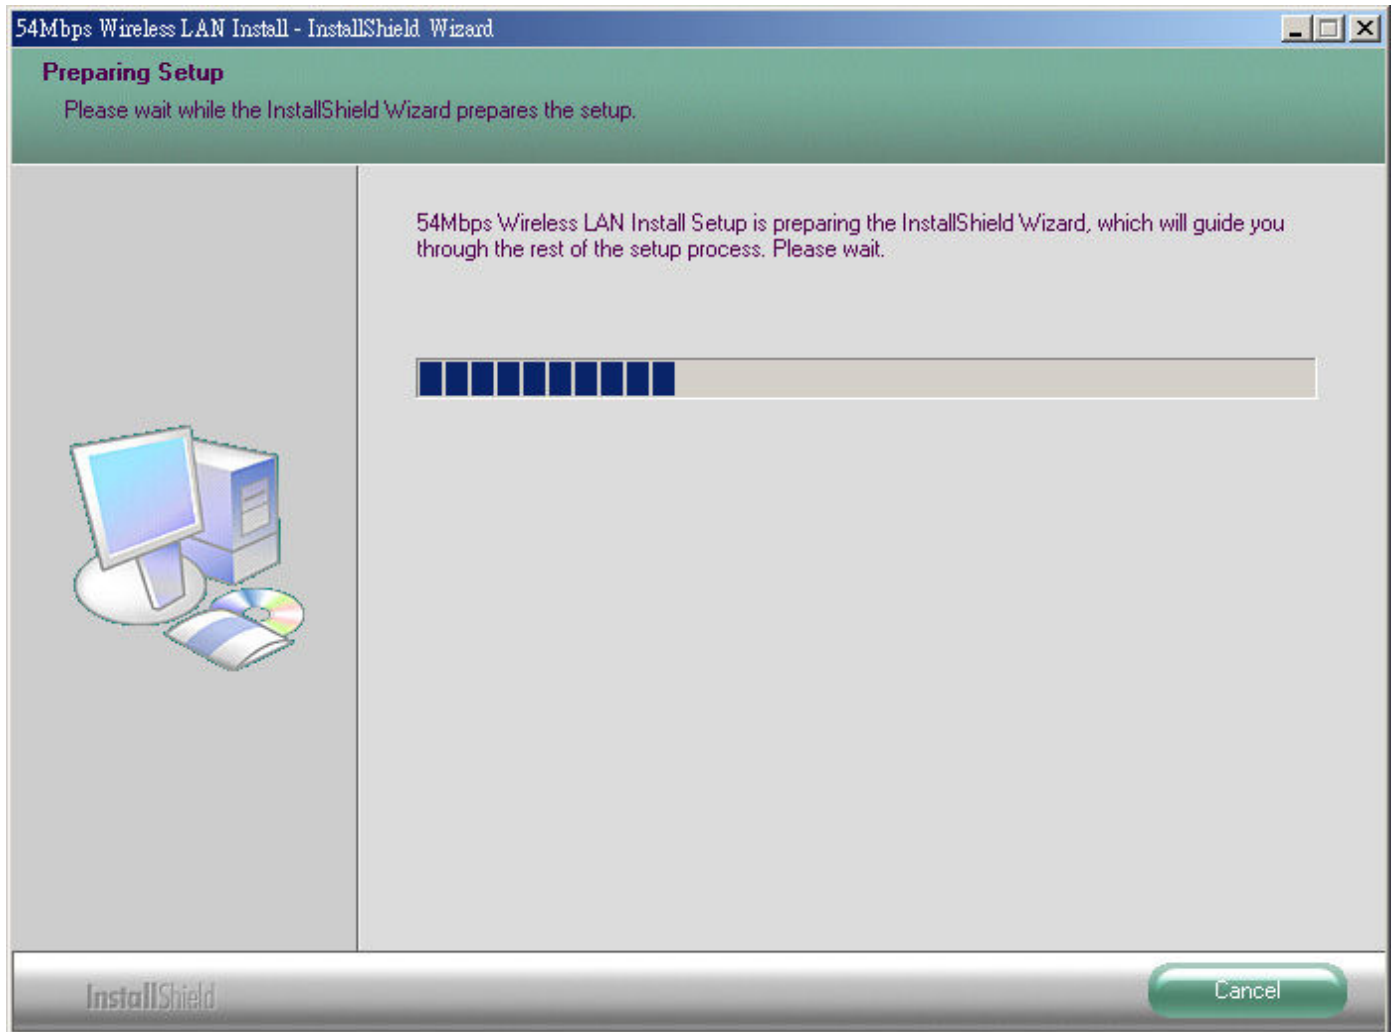 54Mbps Wireless LAN Install - InstallShield Wizard
Preparing Setup
Please wait while the InstallShield Wizard prepares the setup.
54Mbps Wireless LAN Install Setup is preparing the InstallShield Wizard, which will guide you
through the rest of the setup process. Please wait.
InstallShield
Cancel